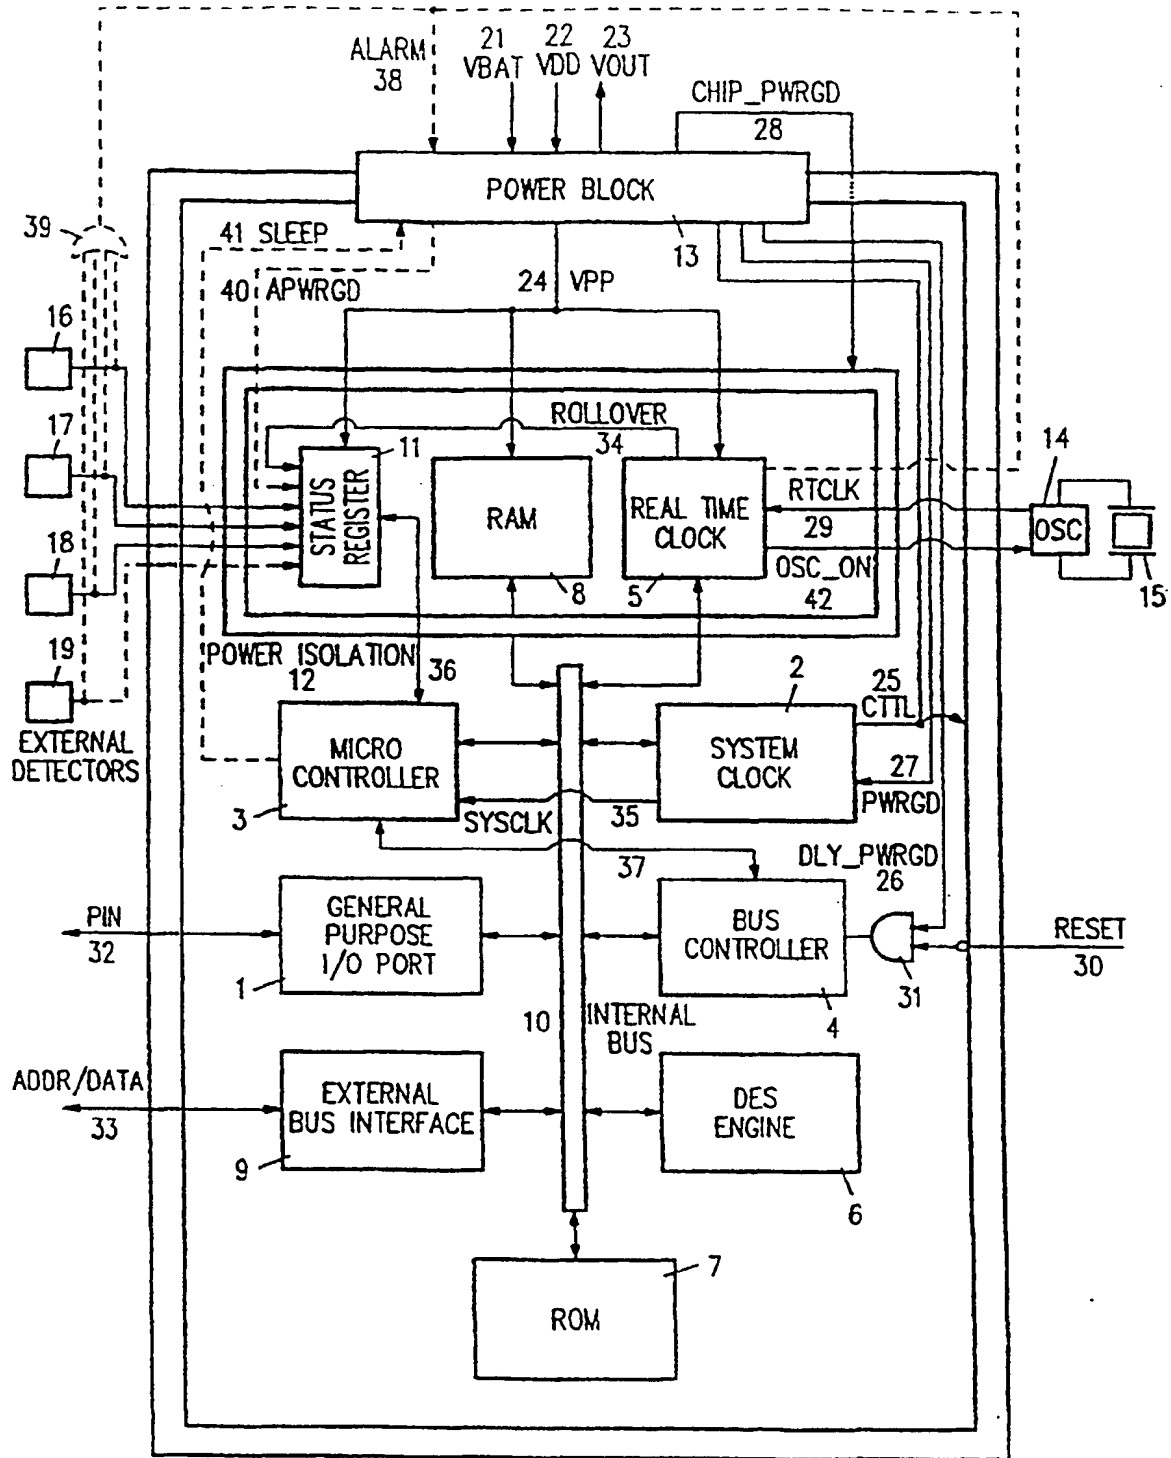 ALARM
38
21
VBAT
22
VDD
23
VOUT
CHIP_PWRGD
28
POWER BLOCK
13
39
41 SLEEP
40 APWRGD
24 VPP
16
17
18
19
EXTERNAL
DETECTORS
ROLLOVER
34
11
STATUS
REGISTER
RAM
8
REAL TIME
CLOCK
5
RTCLK
29
OSC_ON
42
14
OSC
15
POWER ISOLATION
12
36
MICRO
CONTROLLER
3
SYSCLK
35
2
SYSTEM
CLOCK
25
CTTL
27
PWRGD
37
DLY_PWRGD
26
PIN
32
GENERAL
PURPOSE
I/O PORT
1
BUS
CONTROLLER
4
31
RESET
30
10
INTERNAL
BUS
ADDR/DATA
33
EXTERNAL
BUS INTERFACE
9
DES
ENGINE
6
7
ROM